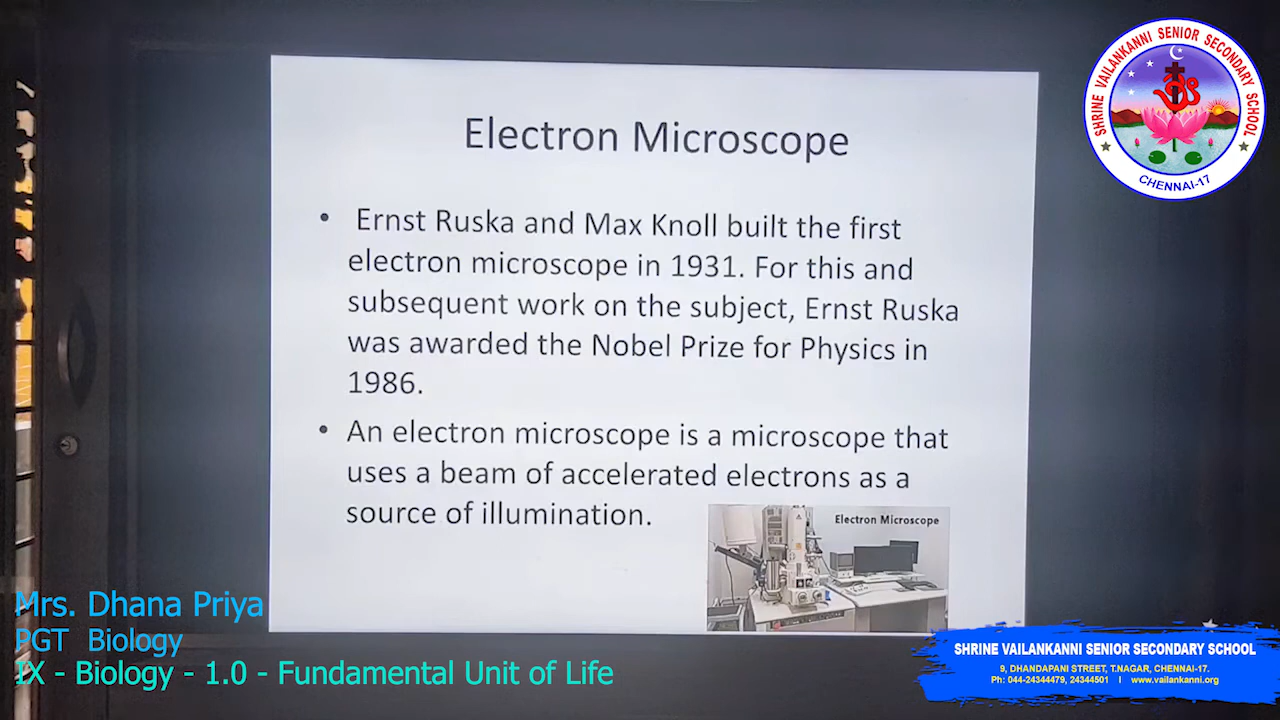 Electron Microscope
• Ernst Ruska and Max Knoll built the first
electron microscope in 1931. For this and
subsequent work on the subject, Ernst Ruska
was awarded the Nobel Prize for Physics in
1986.
• An electron microscope is a microscope that
uses a beam of accelerated electrons as a
source of illumination.
Electron Microscope
SHRINE VAILANKANNI SENIOR SECONDARY SCHOOL
CHENNAI-17
Mrs. Dhana Priya
PGT Biology
IX - Biology - 1.0 - Fundamental Unit of Life
SHRINE VAILANKANNI SENIOR SECONDARY SCHOOL
9, DHANDAPANI STREET, T.NAGAR, CHENNAI-17.
Ph: 044-24344479, 24344501 I www.vailankanni.org